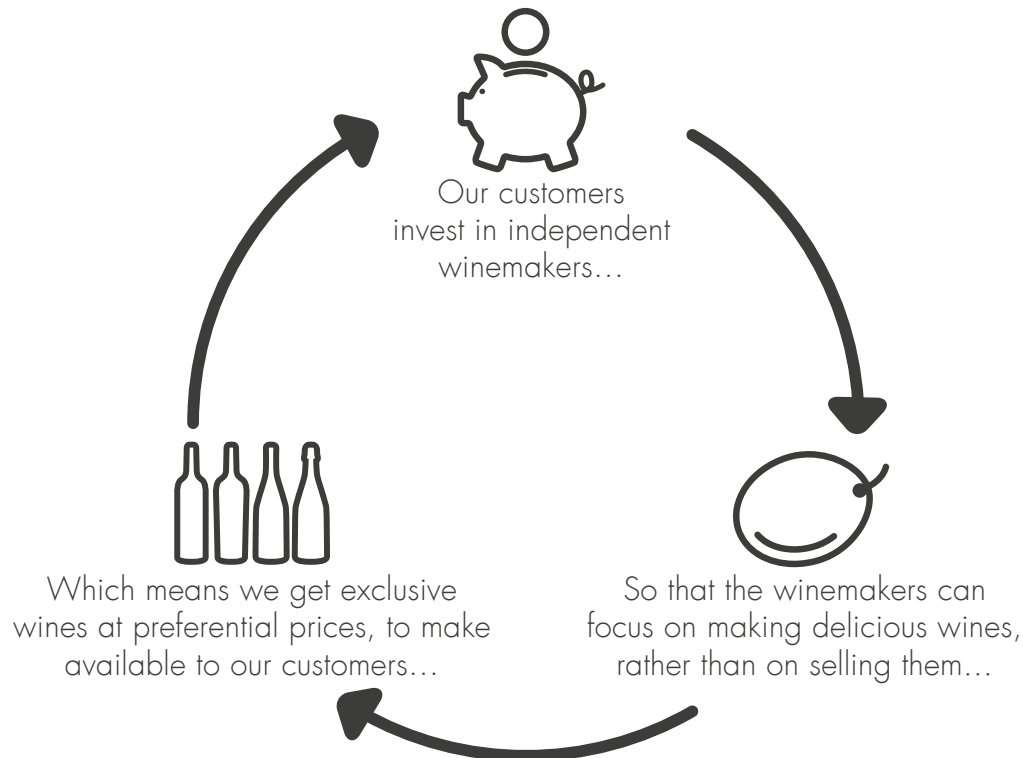 Our customers
invest in independent
winemakers…
So that the winemakers can
focus on making delicious wines,
rather than on selling them…
Which means we get exclusive
wines at preferential prices, to make
available to our customers…